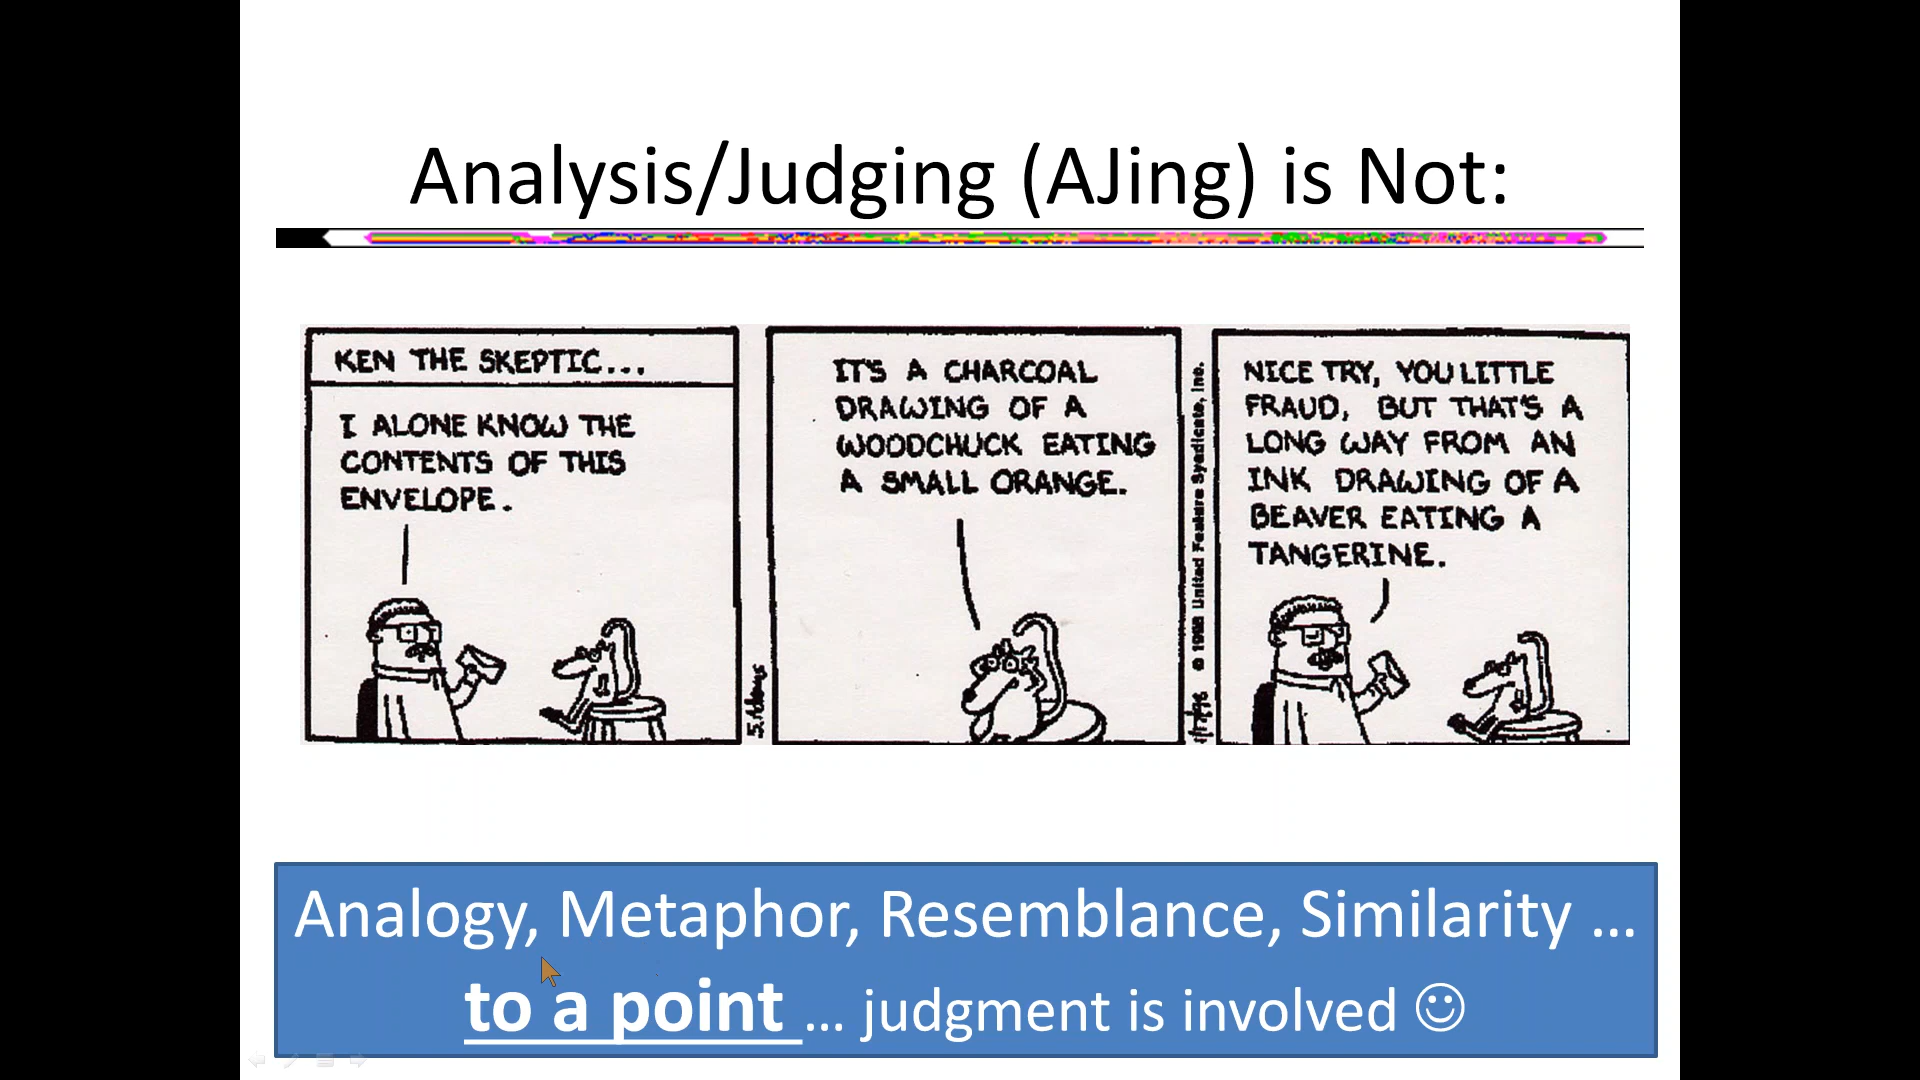 Analysis/Judging (AJing) is Not:
KEN THE SKEPTIC...
I ALONE KNOW THE
CONTENTS OF THIS
ENVELOPE.
S.Adams
IT'S A CHARCOAL
DRAWING OF A
WOODCHUCK EATING
A SMALL ORANGE.
United Feature Syndicate, Inc.
NICE TRY, YOU LITTLE
FRAUD, BUT THAT'S A
LONG WAY FROM AN
INK DRAWING OF A
BEAVER EATING A
TANGERINE.
Analogy, Metaphor, Resemblance, Similarity …
to a point … judgment is involved ☺